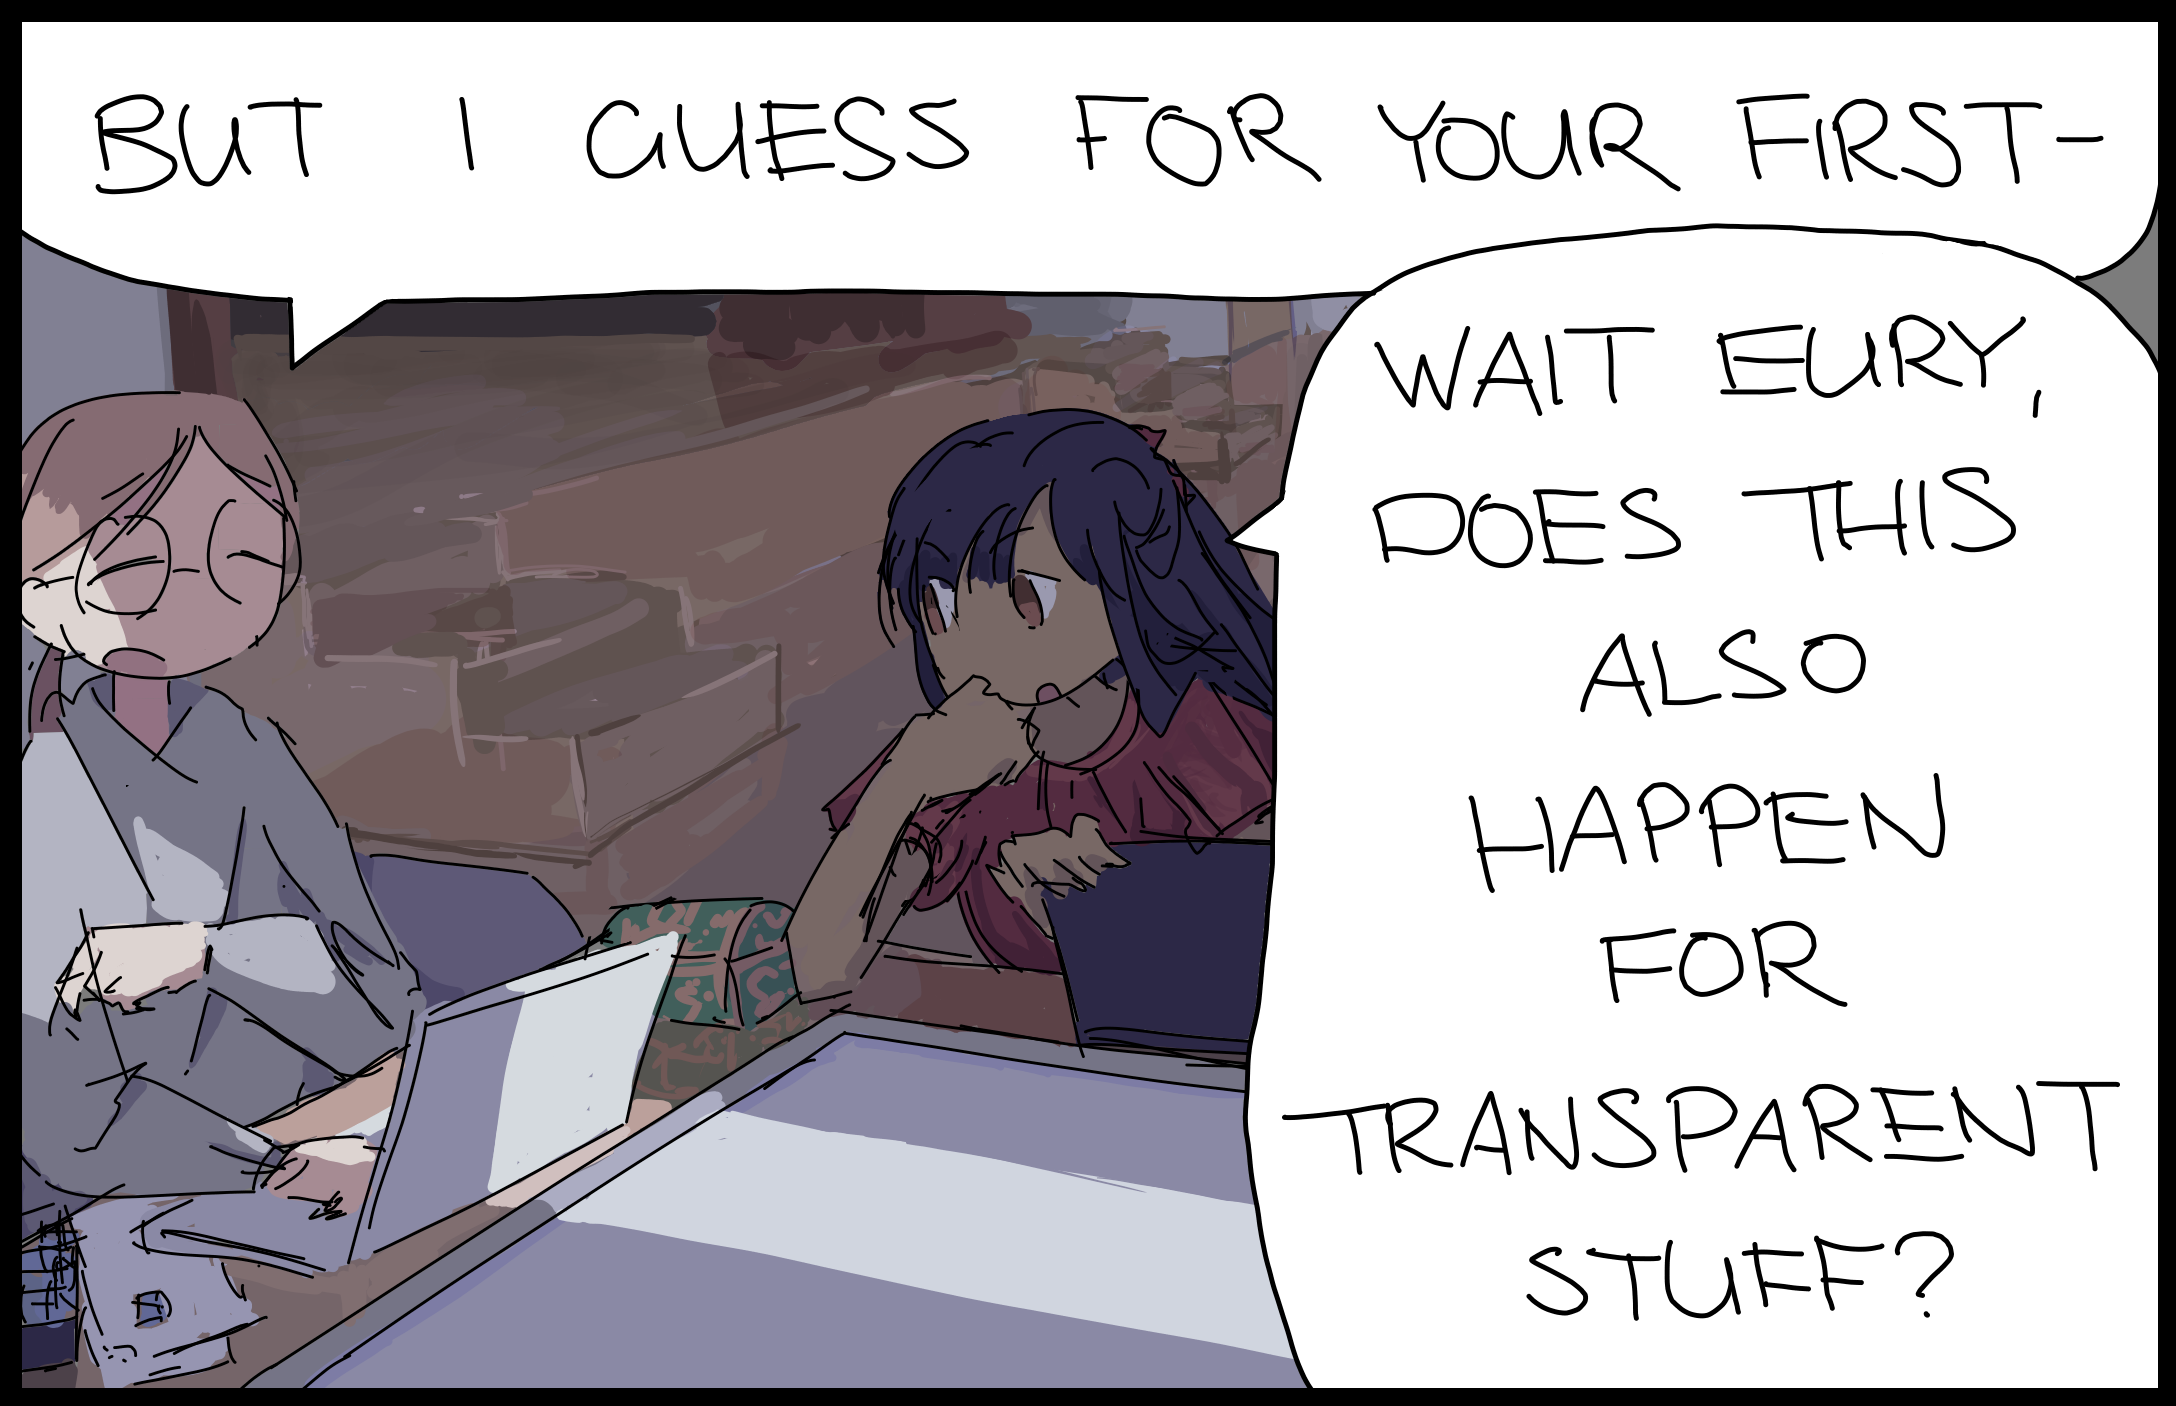 BUT I GUESS FOR YOUR FIRST-
WAIT EURY,
DOES THIS
ALSO
HAPPEN
FOR
TRANSPARENT
STUFF?